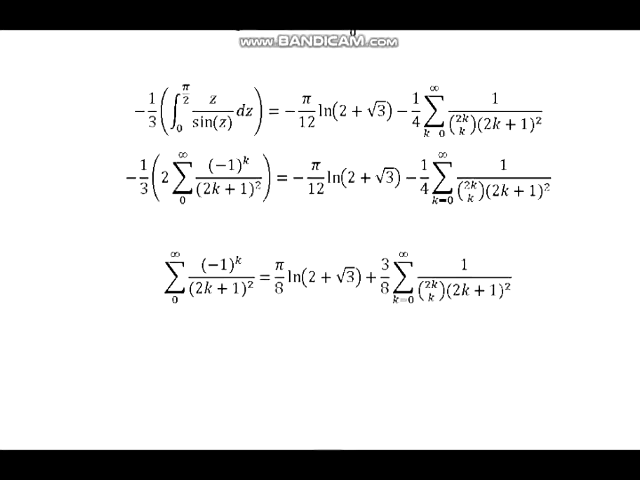 www.BANDICAM.com
−1/3 (∫_0^{π/2} z/sin(z) dz) = −π/12 ln(2 + √3) − 1/4 ∑_{k 0}^∞ 1/(\binom{2k}{k}(2k + 1)^2)
−1/3 (2 ∑_0^∞ (−1)^k/(2k + 1)^2) = −π/12 ln(2 + √3) − 1/4 ∑_{k=0}^∞ 1/(\binom{2k}{k}(2k + 1)^2)
∑_0^∞ (−1)^k/(2k + 1)^2 = π/8 ln(2 + √3) + 3/8 ∑_{k=0}^∞ 1/(\binom{2k}{k}(2k + 1)^2)